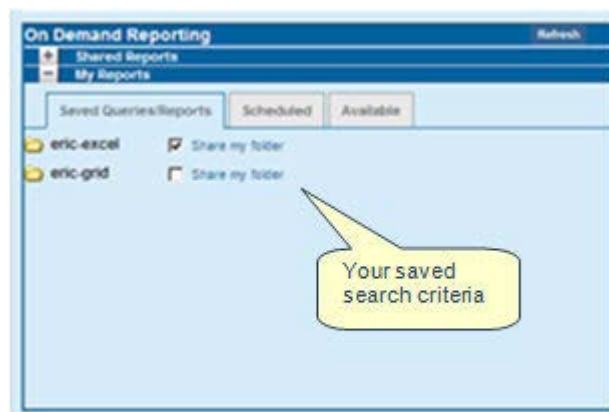 On Demand Reporting Refresh
+ Shared Reports
- My Reports
Saved Queries/Reports Scheduled Available
eric-excel Share my folder
eric-grid Share my folder
Your saved
search criteria